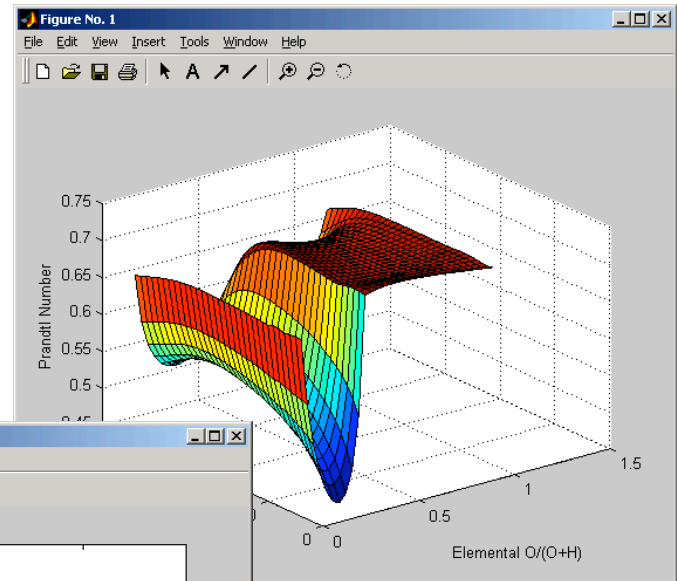 Figure No. 1
File Edit View Insert Tools Window Help
A
0.75
0.7
0.65
0.6
0.55
0.5
Prandtl Number
1.5
1
0.5
0
0
Elemental O/(O+H)